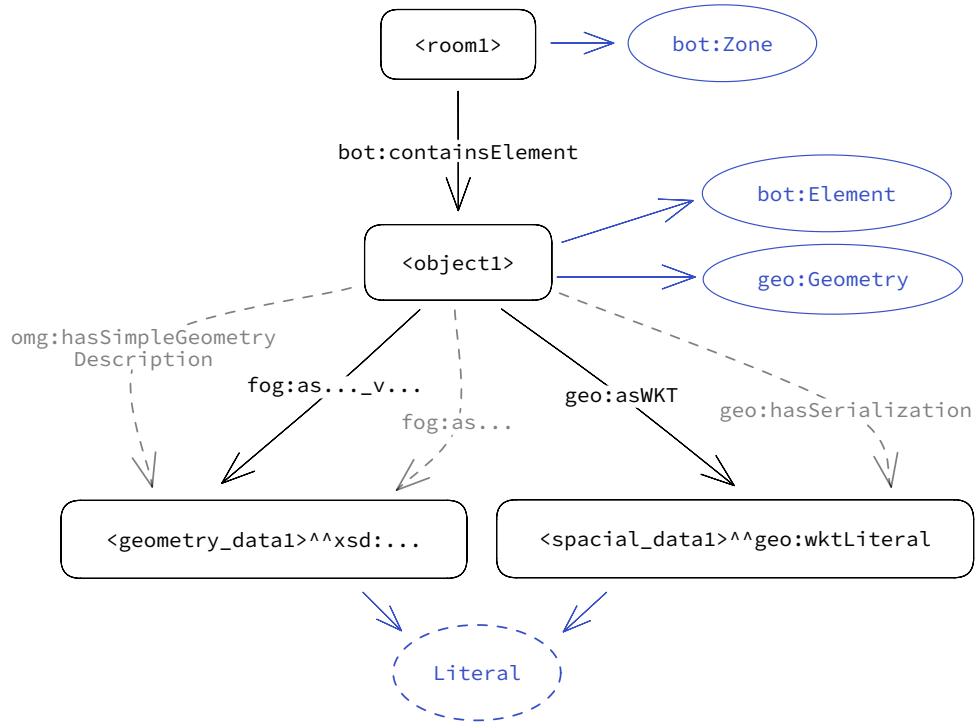 <room1>
bot:Zone
bot:containsElement
bot:Element
<object1>
geo:Geometry
omg:hasSimpleGeometry
Description
fog:as..._v...
geo:asWKT
fog:as...
geo:hasSerialization
<geometry_data1>^^xsd:...
<spacial_data1>^^geo:wktLiteral
Literal